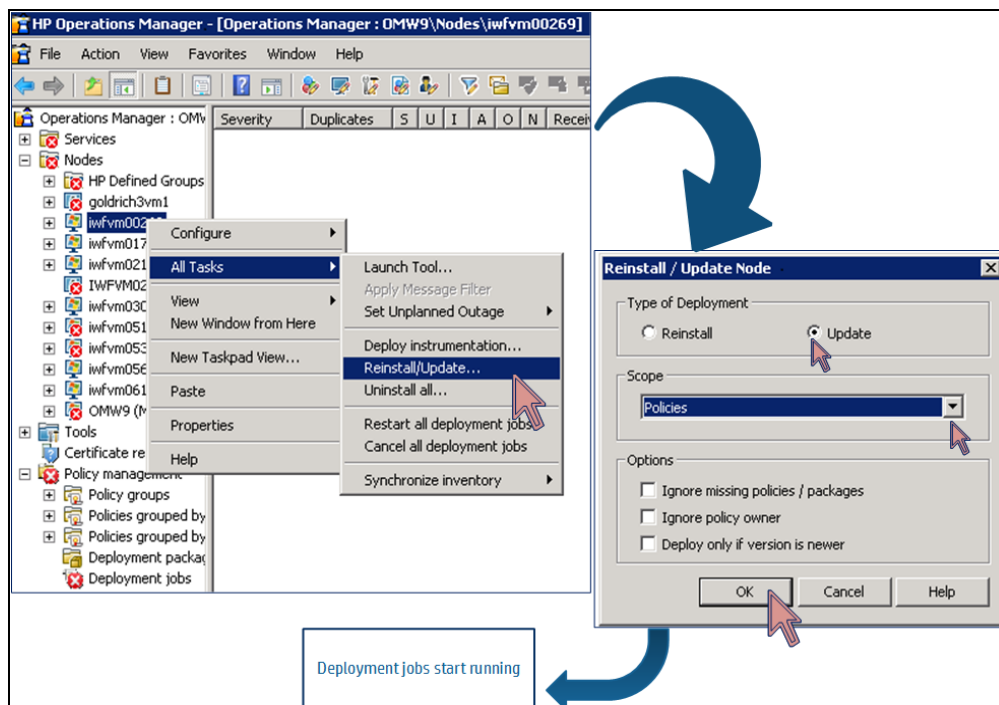 HP Operations Manager - [Operations Manager : OMW9\Nodes\iwfvm00269]
File Action View Favorites Window Help
Operations Manager : OMW
Severity Duplicates S U I A O N Receiv
Services
Nodes
HP Defined Groups
goldrich3vm1
iwfvm002
iwfvm017
iwfvm021
IWFVM02
iwfvm030
iwfvm051
iwfvm053
iwfvm056
iwfvm061
OMW9 (M
Tools
Certificate re
Policy management
Policy groups
Policies grouped by
Policies grouped by
Deployment packag
Deployment jobs
Configure
All Tasks
View
New Window from Here
New Taskpad View...
Paste
Properties
Help
Launch Tool...
Apply Message Filter
Set Unplanned Outage
Deploy instrumentation...
Reinstall/Update...
Uninstall all...
Restart all deployment jobs
Cancel all deployment jobs
Synchronize inventory
Reinstall / Update Node
Type of Deployment
Reinstall Update
Scope
Policies
Options
Ignore missing policies / packages
Ignore policy owner
Deploy only if version is newer
OK Cancel Help
Deployment jobs start running